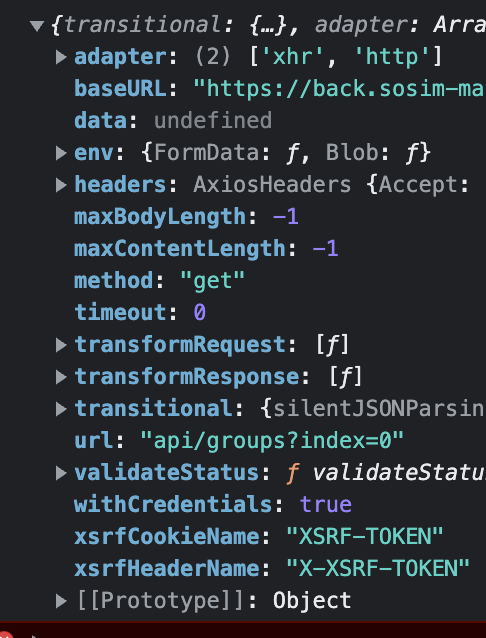 ▼{transitional: {…}, adapter: Arra
▶adapter: (2) ['xhr', 'http']
baseURL: "https://back.sosim-ma
data: undefined
▶env: {FormData: ƒ, Blob: ƒ}
▶headers: AxiosHeaders {Accept:
maxBodyLength: -1
maxContentLength: -1
method: "get"
timeout: 0
▶transformRequest: [ƒ]
▶transformResponse: [ƒ]
▶transitional: {silentJSONParsin
url: "api/groups?index=0"
▶validateStatus: ƒ validateStatu
withCredentials: true
xsrfCookieName: "XSRF-TOKEN"
xsrfHeaderName: "X-XSRF-TOKEN"
▶[[Prototype]]: Object